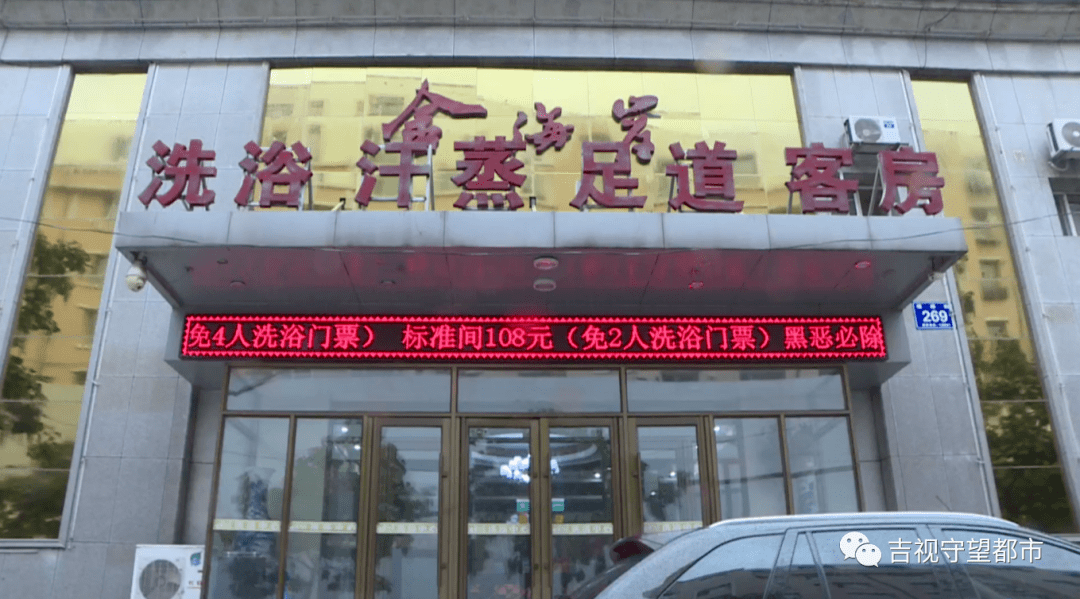 金海岸
洗浴 汗蒸 足道 客房
免4人洗浴门票） 标准间108元（免2人洗浴门票）黑恶必除
269
吉视守望都市